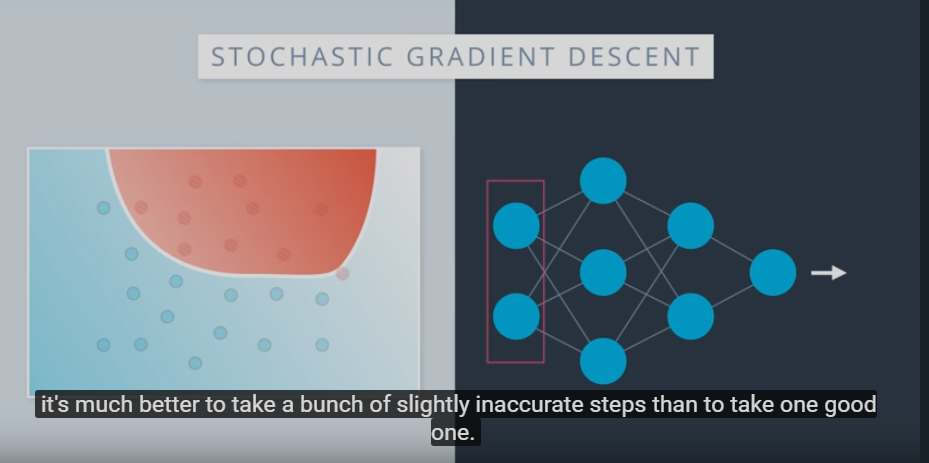 STOCHASTIC GRADIENT DESCENT
it's much better to take a bunch of slightly inaccurate steps than to take one good
one.